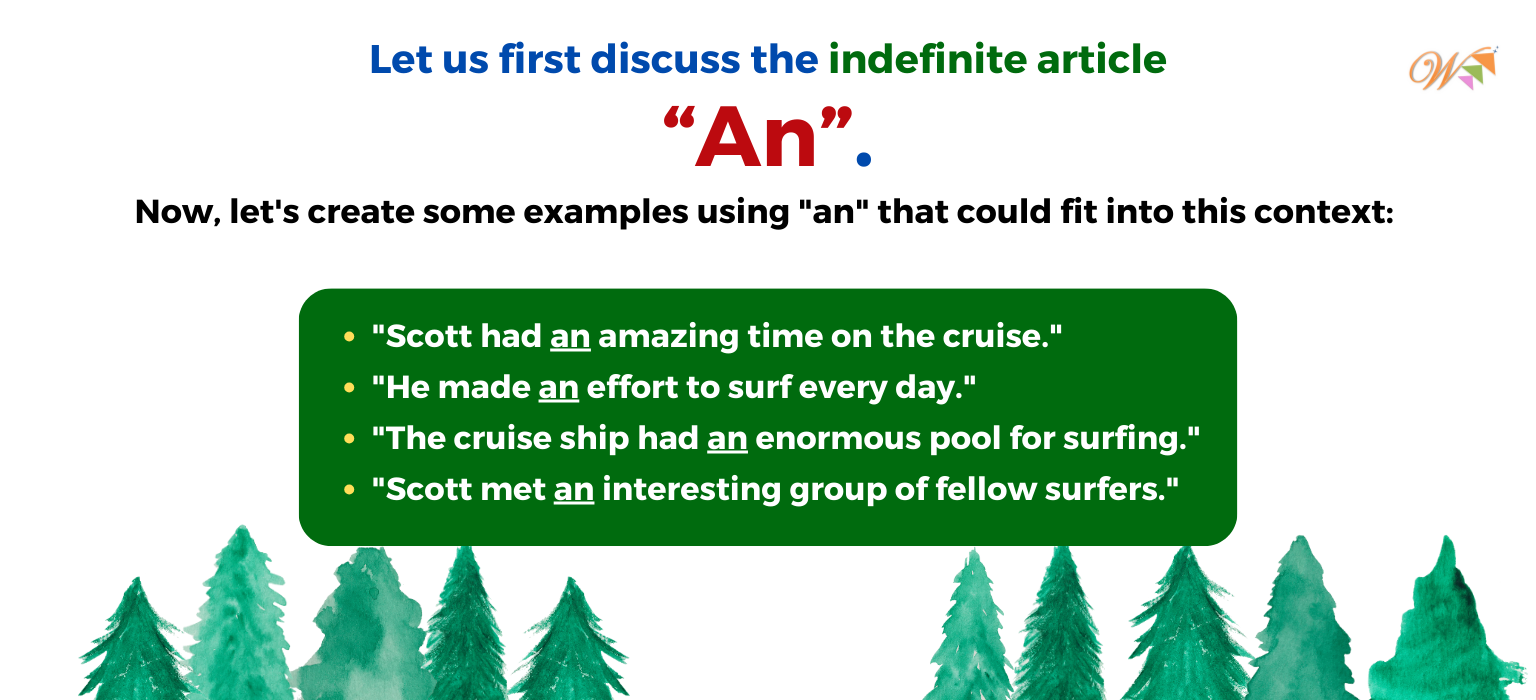 Let us first discuss the indefinite article
“An”.
Now, let's create some examples using "an" that could fit into this context:
"Scott had an amazing time on the cruise."
"He made an effort to surf every day."
"The cruise ship had an enormous pool for surfing."
"Scott met an interesting group of fellow surfers."
W